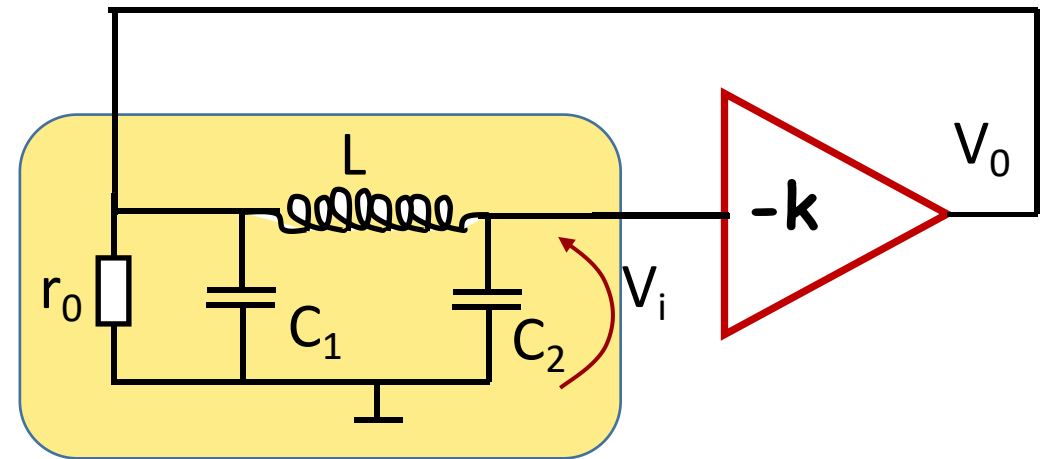 L
V₀
-k
r₀
Vᵢ
C₁
C₂